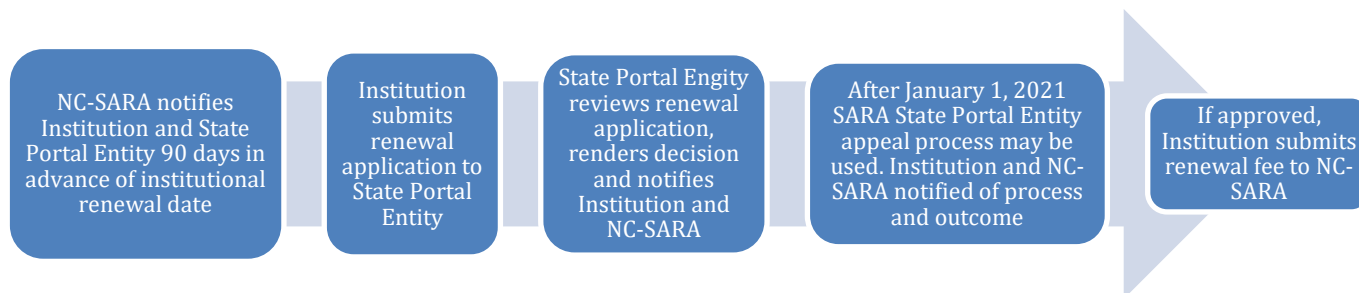 NC-SARA notifies
Institution and State
Portal Entity 90 days in
advance of institutional
renewal date
Institution
submits
renewal
application to
State Portal
Entity
State Portal Engity
reviews renewal
application,
renders decision
and notifies
Institution and
NC-SARA
After January 1, 2021
SARA State Portal Entity
appeal process may be
used. Institution and NC-
SARA notified of process
and outcome
If approved,
Institution submits
renewal fee to NC-
SARA